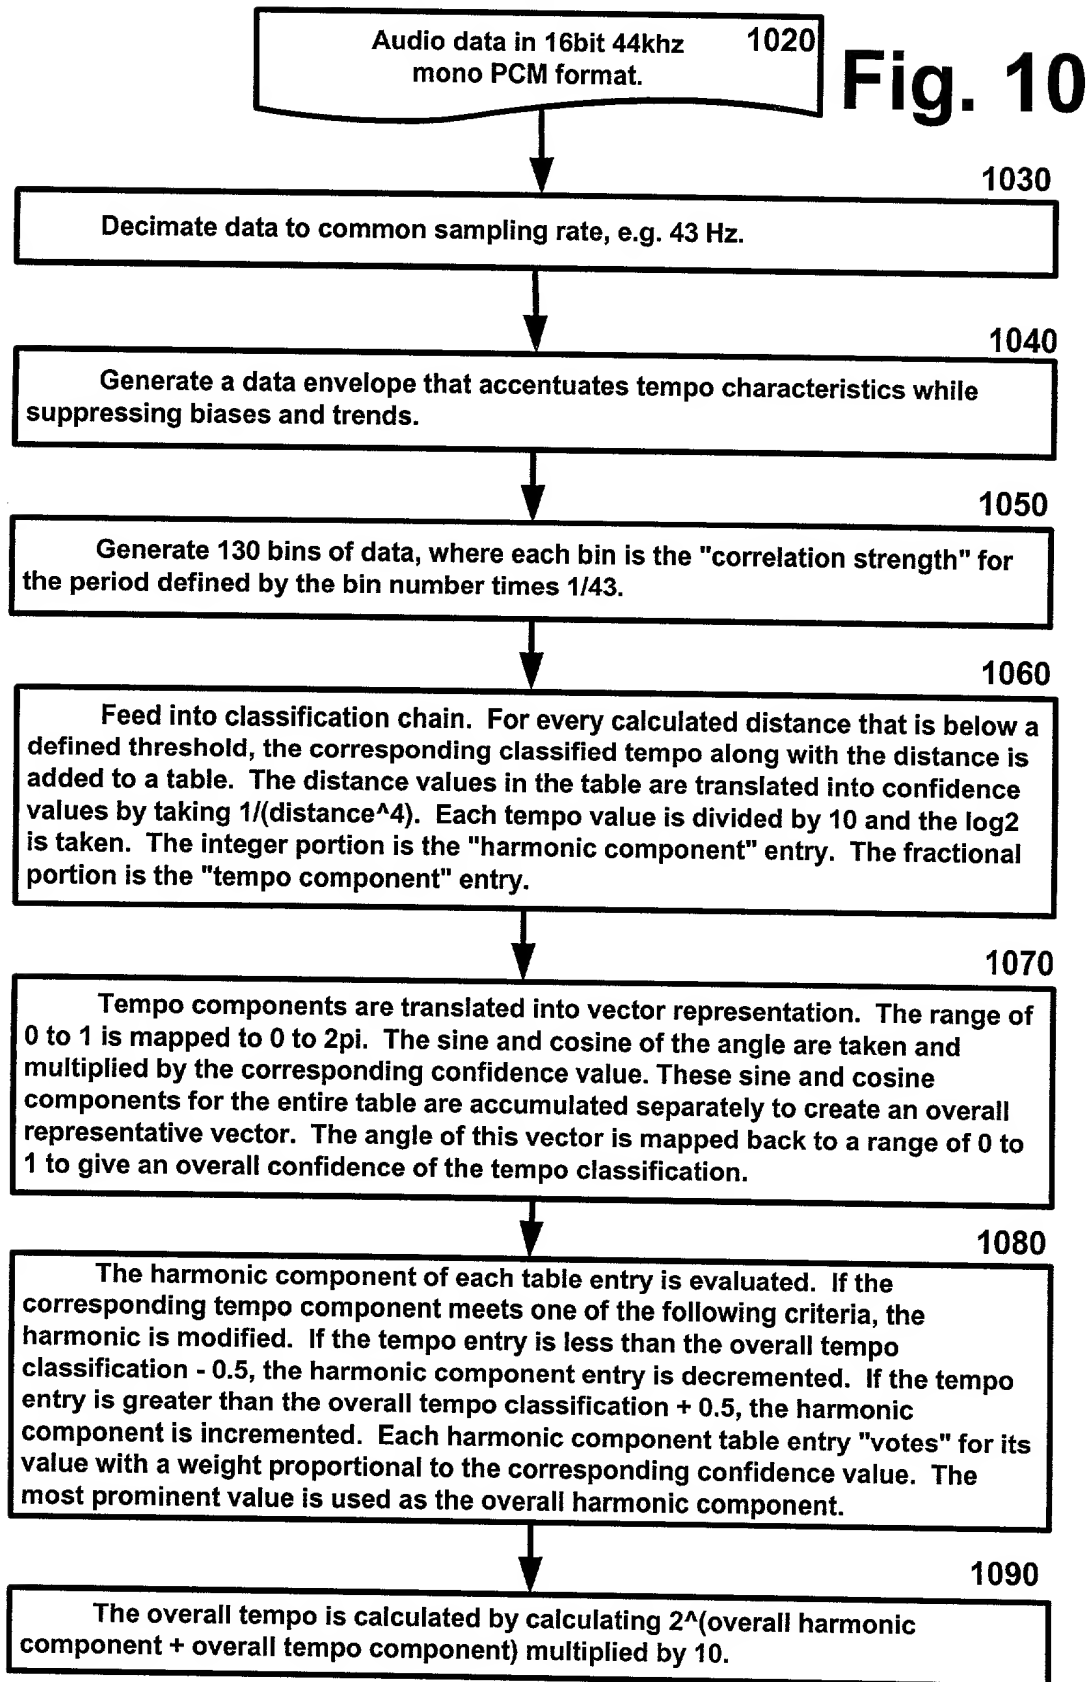 Audio data in 16bit 44khz 1020
mono PCM format.
Fig. 10
1030
Decimate data to common sampling rate, e.g. 43 Hz.
1040
Generate a data envelope that accentuates tempo characteristics while
suppressing biases and trends.
1050
Generate 130 bins of data, where each bin is the "correlation strength" for
the period defined by the bin number times 1/43.
1060
Feed into classification chain. For every calculated distance that is below a
defined threshold, the corresponding classified tempo along with the distance is
added to a table. The distance values in the table are translated into confidence
values by taking 1/(distance^4). Each tempo value is divided by 10 and the log2
is taken. The integer portion is the "harmonic component" entry. The fractional
portion is the "tempo component" entry.
1070
Tempo components are translated into vector representation. The range of
0 to 1 is mapped to 0 to 2pi. The sine and cosine of the angle are taken and
multiplied by the corresponding confidence value. These sine and cosine
components for the entire table are accumulated separately to create an overall
representative vector. The angle of this vector is mapped back to a range of 0 to
1 to give an overall confidence of the tempo classification.
1080
The harmonic component of each table entry is evaluated. If the
corresponding tempo component meets one of the following criteria, the
harmonic is modified. If the tempo entry is less than the overall tempo
classification - 0.5, the harmonic component entry is decremented. If the tempo
entry is greater than the overall tempo classification + 0.5, the harmonic
component is incremented. Each harmonic component table entry "votes" for its
value with a weight proportional to the corresponding confidence value. The
most prominent value is used as the overall harmonic component.
1090
The overall tempo is calculated by calculating 2^(overall harmonic
component + overall tempo component) multiplied by 10.